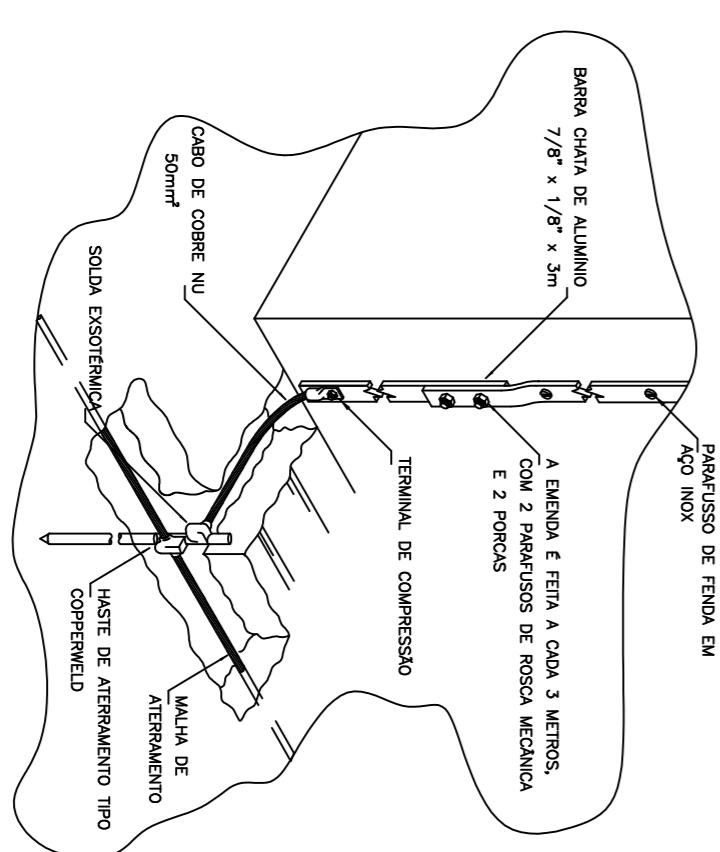 PARAFUSSO DE FENDA EM
AÇO INOX
BARRA CHATA DE ALUMÍNIO
7/8" x 1/8" x 3m
A EMENDA É FEITA A CADA 3 METROS,
COM 2 PARAFUSOS DE ROSCA MECÂNICA
E 2 PORCAS
TERMINAL DE COMPRESSÃO
CABO DE COBRE NU
50mm²
SOLDA EXSOTÉRMICA
MALHA DE
ATERRAMENTO
HASTE DE ATERRAMENTO TIPO
COPPERWELD